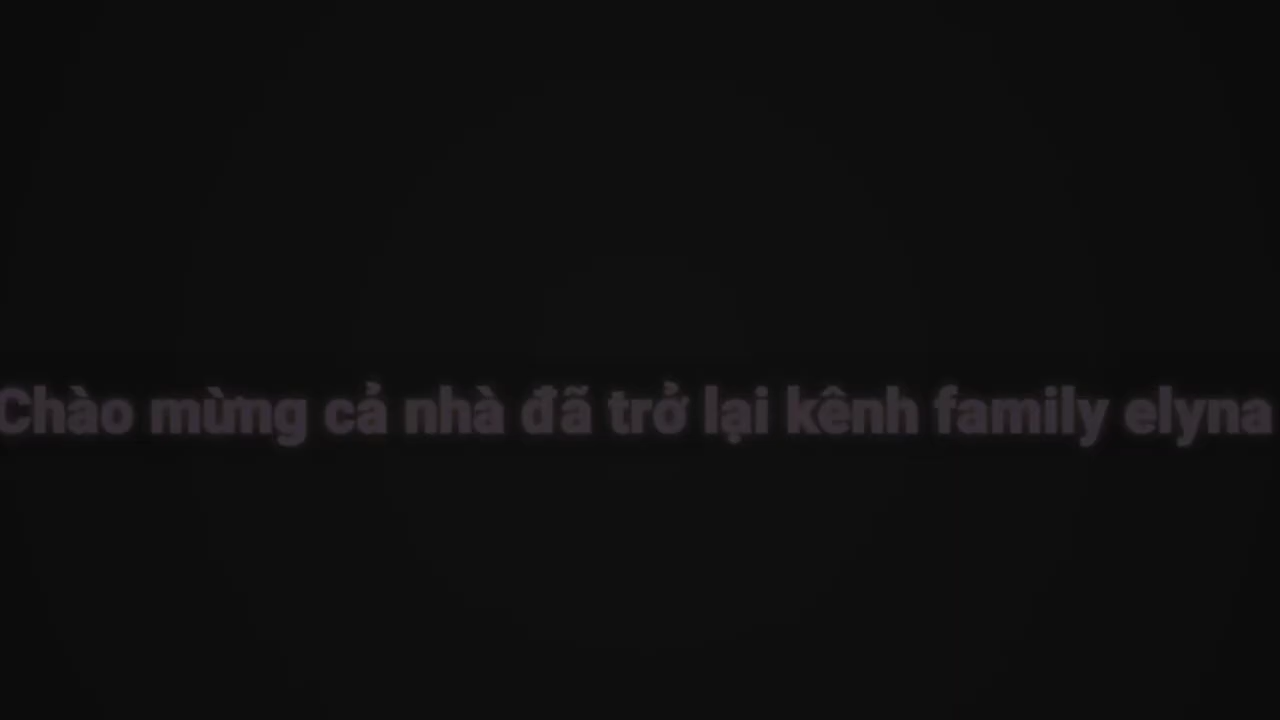 Chào mừng cả nhà đã trở lại kênh family elyna